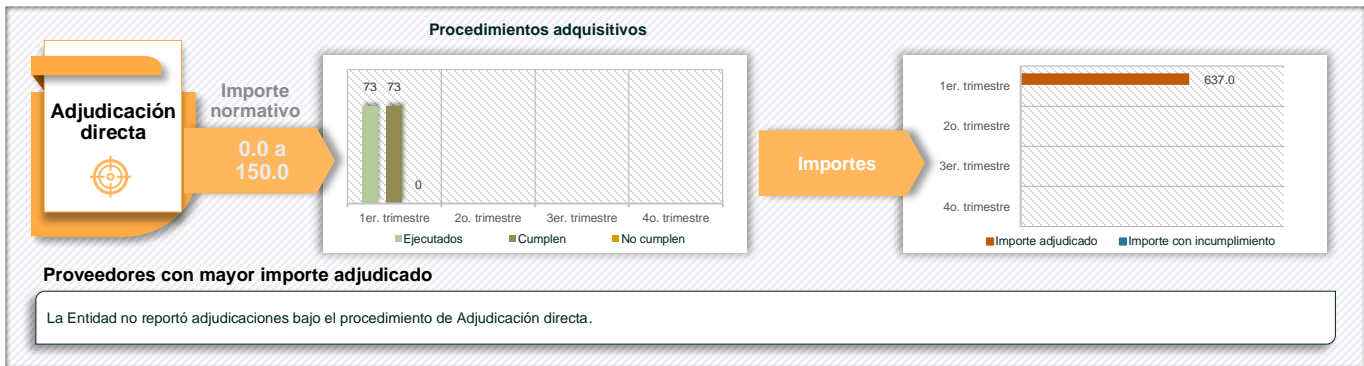 Procedimientos adquisitivos
Adjudicación
directa
Importe
normativo
0.0 a
150.0
73 73
0
1er. trimestre 2o. trimestre 3er. trimestre 4o. trimestre
Ejecutados Cumplen No cumplen
Importes
1er. trimestre 637.0
2o. trimestre
3er. trimestre
4o. trimestre
Importe adjudicado Importe con incumplimiento
Proveedores con mayor importe adjudicado
La Entidad no reportó adjudicaciones bajo el procedimiento de Adjudicación directa.